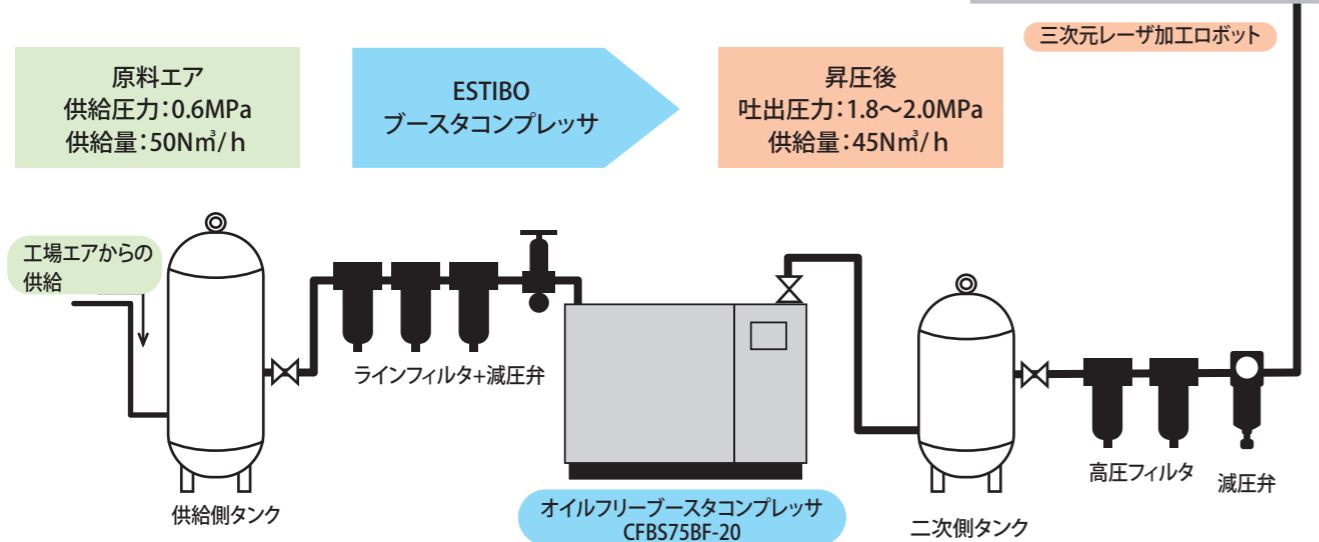 三次元レーザ加工ロボット
原料エア
供給圧力：0.6MPa
供給量：50N㎥/h
ESTIBO
ブースタコンプレッサ
昇圧後
吐出圧力：1.8～2.0MPa
供給量：45N㎥/h
工場エアからの
供給
ラインフィルタ+減圧弁
供給側タンク
オイルフリーブースタコンプレッサ
CFBS75BF-20
二次側タンク
高圧フィルタ
減圧弁